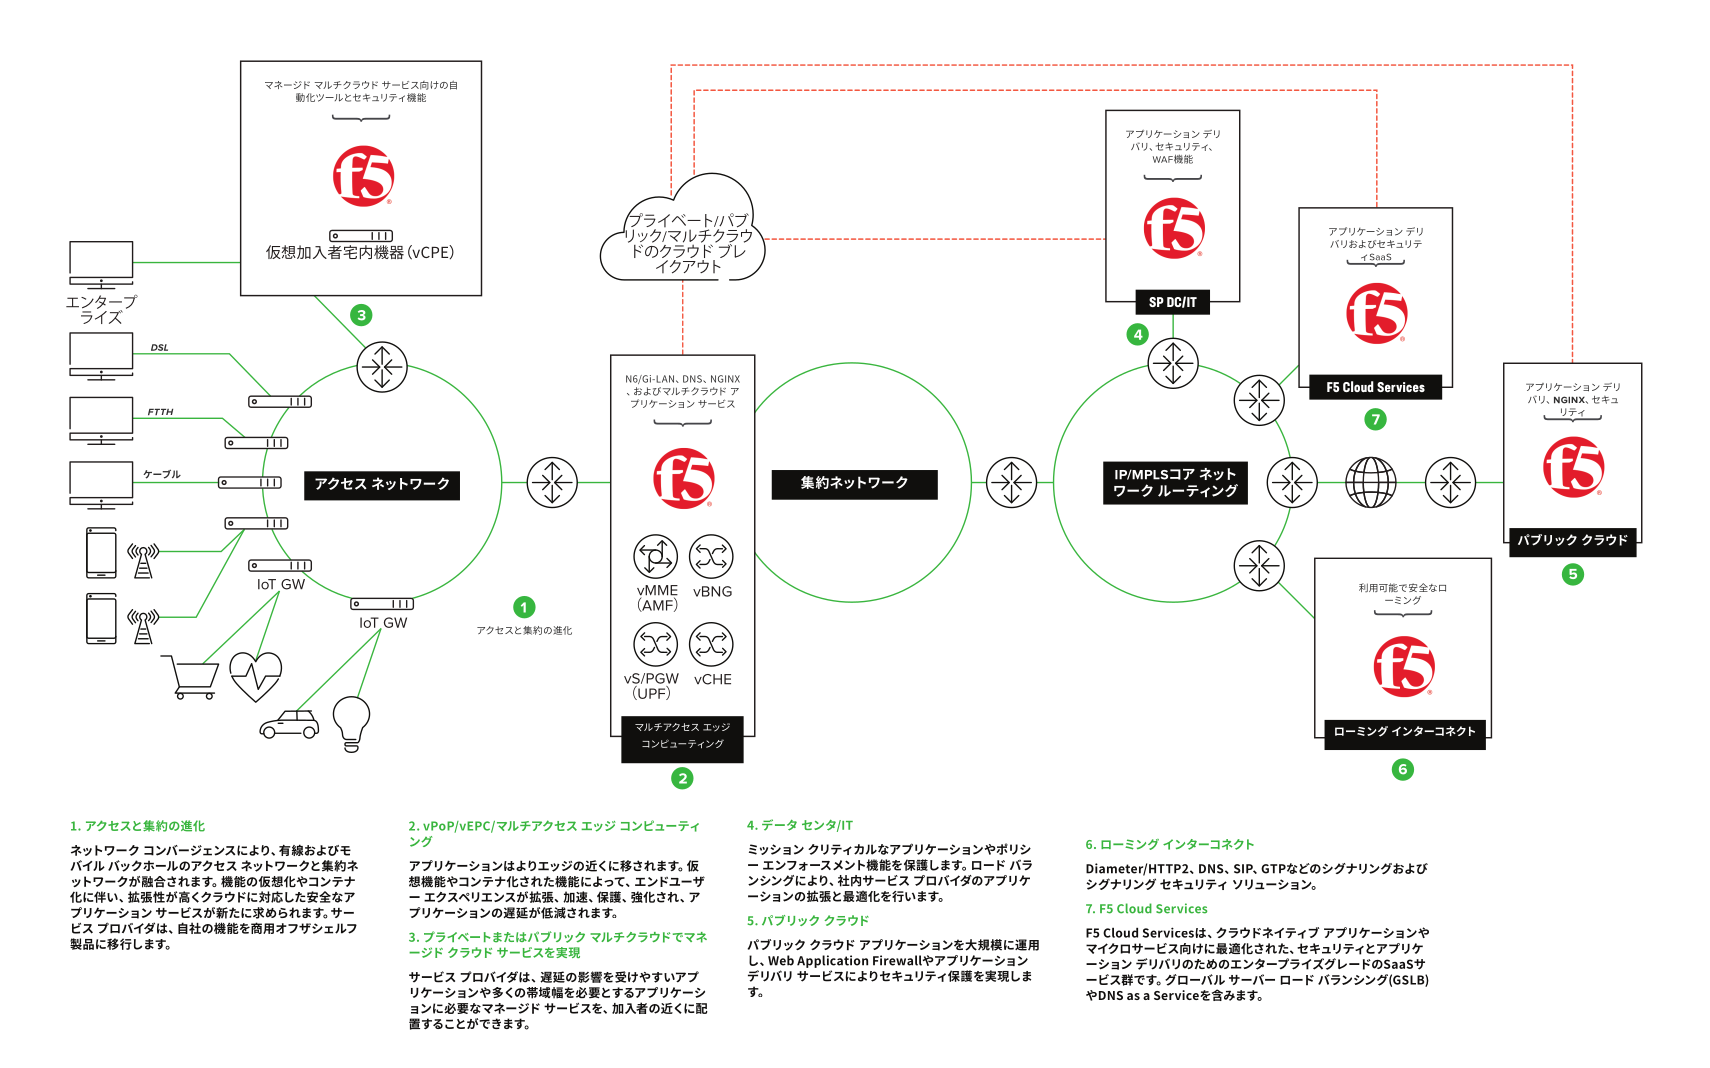 マネージド マルチクラウド サービス向けの自
動化ツールとセキュリティ機能
f5
仮想加入者宅内機器（vCPE）
エンタープ
ライズ
DSL
FTTH
ケーブル
3
アクセス ネットワーク
IoT GW
IoT GW
1
アクセスと集約の進化
プライベート/パブ
リック/マルチクラウ
ドのクラウド ブレ
イクアウト
N6/Gi-LAN、DNS、NGINX
、およびマルチクラウド ア
プリケーション サービス
f5
vMME
（AMF）
vBNG
vS/PGW
（UPF）
vCHE
マルチアクセス エッジ
コンピューティング
2
集約ネットワーク
アプリケーション デリ
バリ、セキュリティ、
WAF機能
f5
SP DC/IT
4
IP/MPLSコア ネット
ワーク ルーティング
アプリケーション デリ
バリおよびセキュリテ
ィSaaS
f5
F5 Cloud Services
7
アプリケーション デリ
バリ、NGINX、セキュ
リティ
f5
パブリック クラウド
5
利用可能で安全なロ
ーミング
f5
ローミング インターコネクト
6
1. アクセスと集約の進化
ネットワーク コンバージェンスにより、有線およびモ
バイル バックホールのアクセス ネットワークと集約ネ
ットワークが融合されます。機能の仮想化やコンテナ
化に伴い、拡張性が高くクラウドに対応した安全なア
プリケーション サービスが新たに求められます。サー
ビス プロバイダは、自社の機能を商用オフザシェルフ
製品に移行します。
2. vPoP/vEPC/マルチアクセス エッジ コンピューティ
ング
アプリケーションはよりエッジの近くに移されます。仮
想機能やコンテナ化された機能によって、エンドユーザ
ー エクスペリエンスが拡張、加速、保護、強化され、ア
プリケーションの遅延が低減されます。
3. プライベートまたはパブリック マルチクラウドでマネ
ージド クラウド サービスを実現
サービス プロバイダは、遅延の影響を受けやすいアプ
リケーションや多くの帯域幅を必要とするアプリケーシ
ョンに必要なマネージド サービスを、加入者の近くに配
置することができます。
4. データ センタ/IT
ミッション クリティカルなアプリケーションやポリシ
ー エンフォースメント機能を保護します。ロード バラ
ンシングにより、社内サービス プロバイダのアプリケ
ーションの拡張と最適化を行います。
5. パブリック クラウド
パブリック クラウド アプリケーションを大規模に運用
し、Web Application Firewallやアプリケーション
デリバリ サービスによりセキュリティ保護を実現しま
す。
6. ローミング インターコネクト
Diameter/HTTP2、DNS、SIP、GTPなどのシグナリングおよび
シグナリング セキュリティ ソリューション。
7. F5 Cloud Services
F5 Cloud Servicesは、クラウドネイティブ アプリケーションや
マイクロサービス向けに最適化された、セキュリティとアプリケ
ーション デリバリのためのエンタープライズグレードのSaaSサ
ービス群です。グローバル サーバー ロード バランシング(GSLB)
やDNS as a Serviceを含みます。